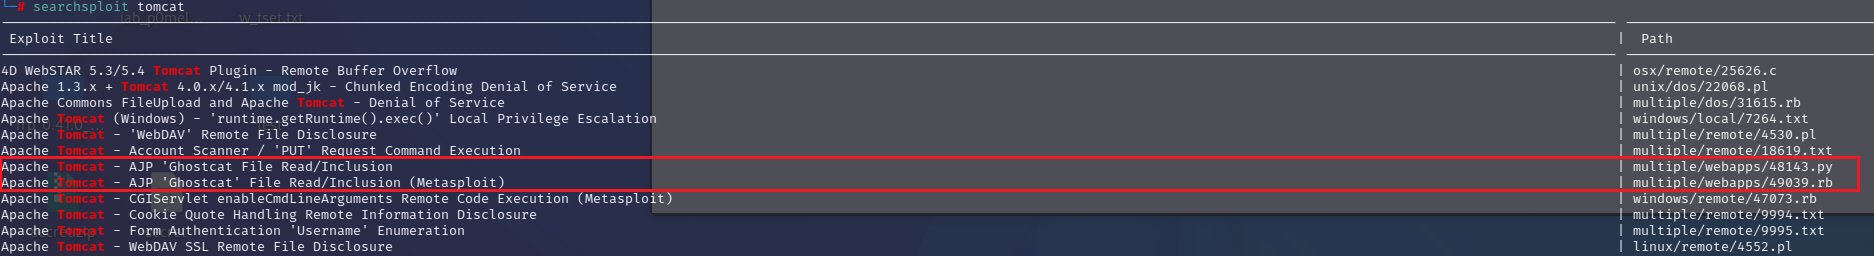 └─# searchsploit tomcat
lab_p0mel... w_tset.txt
Exploit Title | Path
4D WebSTAR 5.3/5.4 Tomcat Plugin - Remote Buffer Overflow | osx/remote/25626.c
Apache 1.3.x + Tomcat 4.0.x/4.1.x mod_jk - Chunked Encoding Denial of Service | unix/dos/22068.pl
Apache Commons FileUpload and Apache Tomcat - Denial of Service | multiple/dos/31615.rb
Apache Tomcat (Windows) - 'runtime.getRuntime().exec()' Local Privilege Escalation | windows/local/7264.txt
Apache Tomcat - 'WebDAV' Remote File Disclosure | multiple/remote/4530.pl
Apache Tomcat - Account Scanner / 'PUT' Request Command Execution | multiple/remote/18619.txt
Apache Tomcat - AJP 'Ghostcat File Read/Inclusion | multiple/webapps/48143.py
Apache Tomcat - AJP 'Ghostcat' File Read/Inclusion (Metasploit) | multiple/webapps/49039.rb
Apache Tomcat - CGIServlet enableCmdLineArguments Remote Code Execution (Metasploit) | windows/remote/47073.rb
Apache Tomcat - Cookie Quote Handling Remote Information Disclosure | multiple/remote/9994.txt
Apache Tomcat - Form Authentication 'Username' Enumeration | multiple/remote/9995.txt
Apache Tomcat - WebDAV SSL Remote File Disclosure | linux/remote/4552.pl